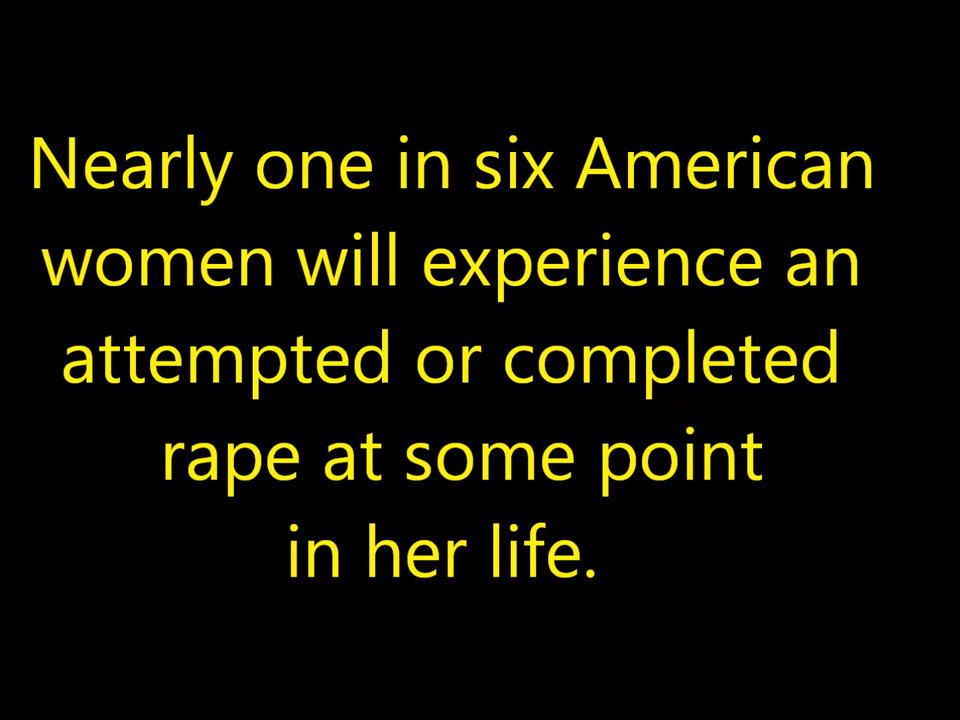 Nearly one in six American
women will experience an
attempted or completed
rape at some point
in her life.